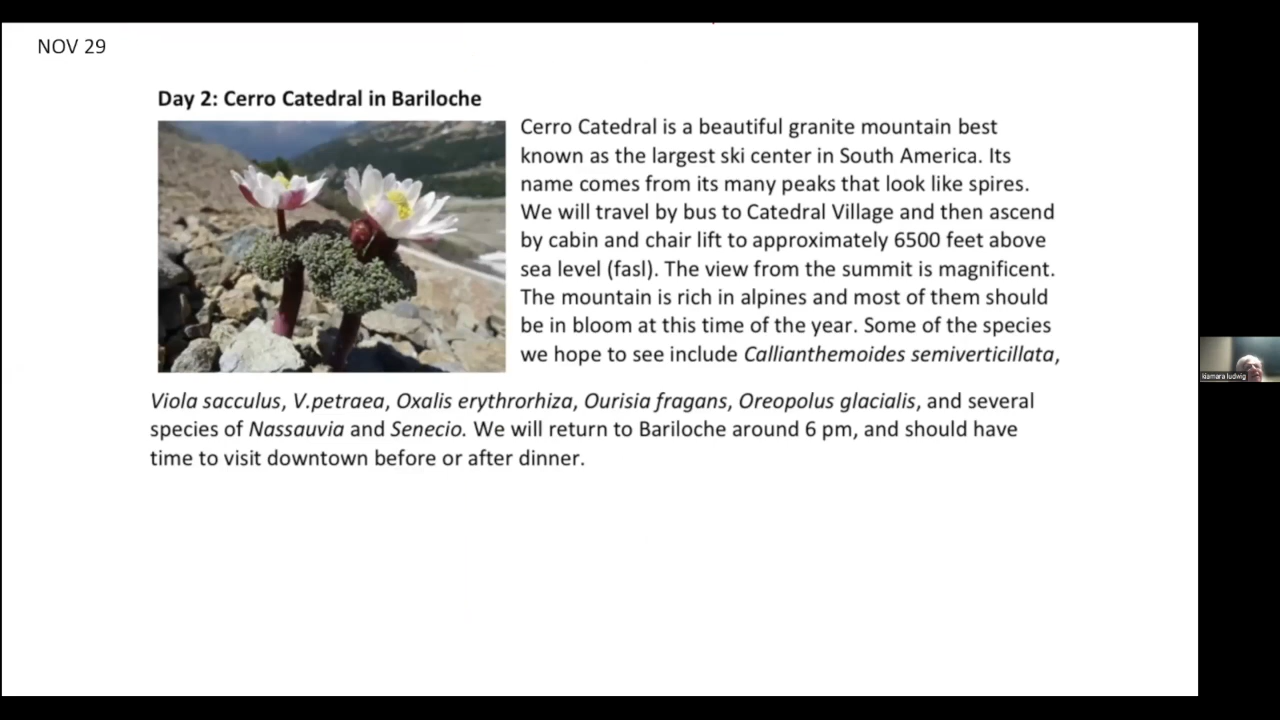 NOV 29
Day 2: Cerro Catedral in Bariloche
Cerro Catedral is a beautiful granite mountain best
known as the largest ski center in South America. Its
name comes from its many peaks that look like spires.
We will travel by bus to Catedral Village and then ascend
by cabin and chair lift to approximately 6500 feet above
sea level (fasl). The view from the summit is magnificent.
The mountain is rich in alpines and most of them should
be in bloom at this time of the year. Some of the species
we hope to see include Callianthemoides semiverticillata,
Viola sacculus, V.petraea, Oxalis erythrorhiza, Ourisia fragans, Oreopolus glacialis, and several
species of Nassauvia and Senecio. We will return to Bariloche around 6 pm, and should have
time to visit downtown before or after dinner.
kiamara ludwig